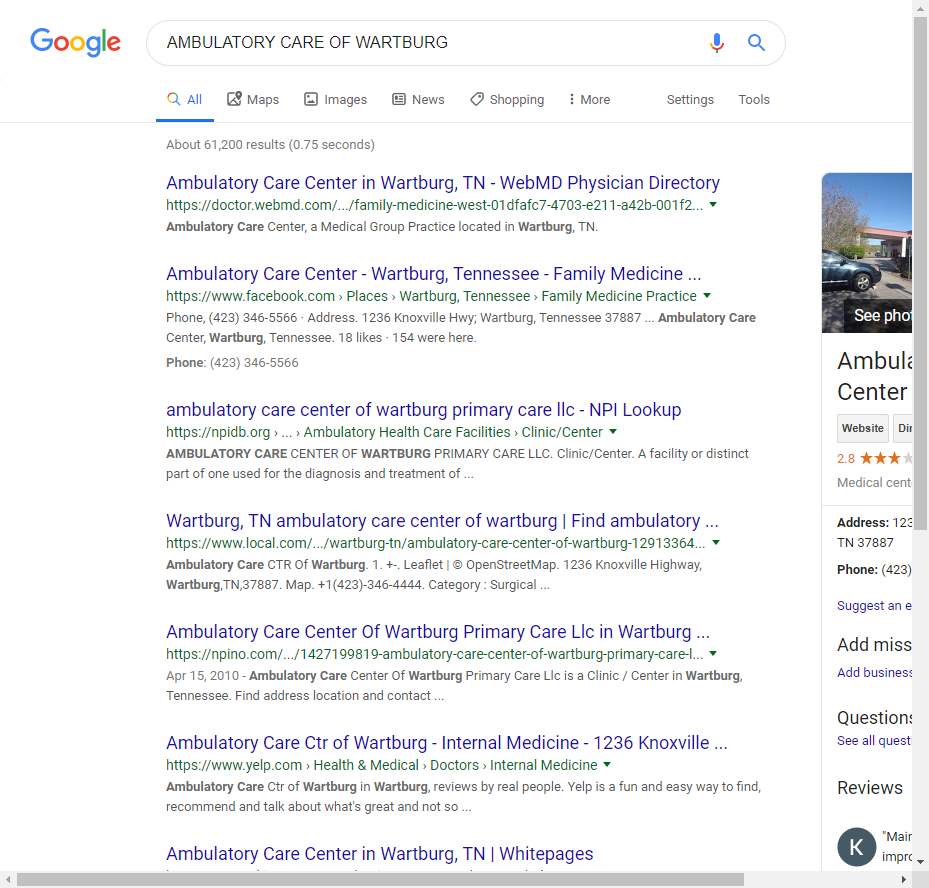 Google
AMBULATORY CARE OF WARTBURG
All Maps Images News Shopping More Settings Tools
About 61,200 results (0.75 seconds)
Ambulatory Care Center in Wartburg, TN - WebMD Physician Directory
https://doctor.webmd.com/.../family-medicine-west-01dfafc7-4703-e211-a42b-001f2...
Ambulatory Care Center, a Medical Group Practice located in Wartburg, TN.
Ambulatory Care Center - Wartburg, Tennessee - Family Medicine ...
https://www.facebook.com › Places › Wartburg, Tennessee › Family Medicine Practice
Phone, (423) 346-5566 · Address. 1236 Knoxville Hwy; Wartburg, Tennessee 37887 ... Ambulatory Care
Center, Wartburg, Tennessee. 18 likes · 154 were here.
Phone: (423) 346-5566
ambulatory care center of wartburg primary care llc - NPI Lookup
https://npidb.org › ... › Ambulatory Health Care Facilities › Clinic/Center
AMBULATORY CARE CENTER OF WARTBURG PRIMARY CARE LLC. Clinic/Center. A facility or distinct
part of one used for the diagnosis and treatment of ...
Wartburg, TN ambulatory care center of wartburg | Find ambulatory ...
https://www.local.com/.../wartburg-tn/ambulatory-care-center-of-wartburg-12913364...
Ambulatory Care CTR Of Wartburg. 1. +-. Leaflet | © OpenStreetMap. 1236 Knoxville Highway,
Wartburg,TN,37887. Map. +1(423)-346-4444. Category : Surgical ...
Ambulatory Care Center Of Wartburg Primary Care Llc in Wartburg ...
https://npino.com/.../1427199819-ambulatory-care-center-of-wartburg-primary-care-l...
Apr 15, 2010 - Ambulatory Care Center Of Wartburg Primary Care Llc is a Clinic / Center in Wartburg,
Tennessee. Find address location and contact ...
Ambulatory Care Ctr of Wartburg - Internal Medicine - 1236 Knoxville ...
https://www.yelp.com › Health & Medical › Doctors › Internal Medicine
Ambulatory Care Ctr of Wartburg in Wartburg, reviews by real people. Yelp is a fun and easy way to find,
recommend and talk about what's great and not so ...
Ambulatory Care Center in Wartburg, TN | Whitepages
See phot
Ambula
Center
Website Dir
2.8
Medical cent
Address: 123
TN 37887
Phone: (423)
Suggest an e
Add miss
Add business
Questions
See all questi
Reviews
K
"Main
impro